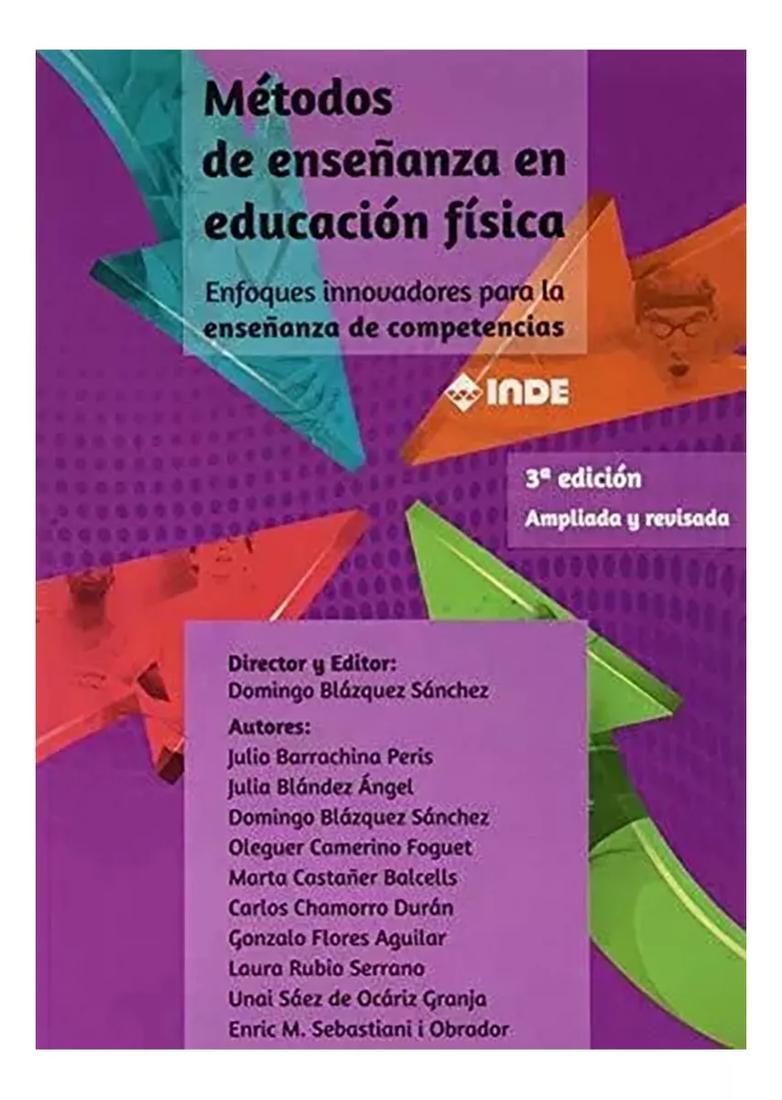 Métodos
de enseñanza en
educación física
Enfoques innovadores para la
enseñanza de competencias
INDE
3ª edición
Ampliada y revisada
Director y Editor:
Domingo Blázquez Sánchez
Autores:
Julio Barrachina Peris
Julia Blández Ángel
Domingo Blázquez Sánchez
Oleguer Camerino Foguet
Marta Castañer Balcells
Carlos Chamorro Durán
Gonzalo Flores Aguilar
Laura Rubio Serrano
Unai Sáez de Ocáriz Granja
Enric M. Sebastiani i Obrador